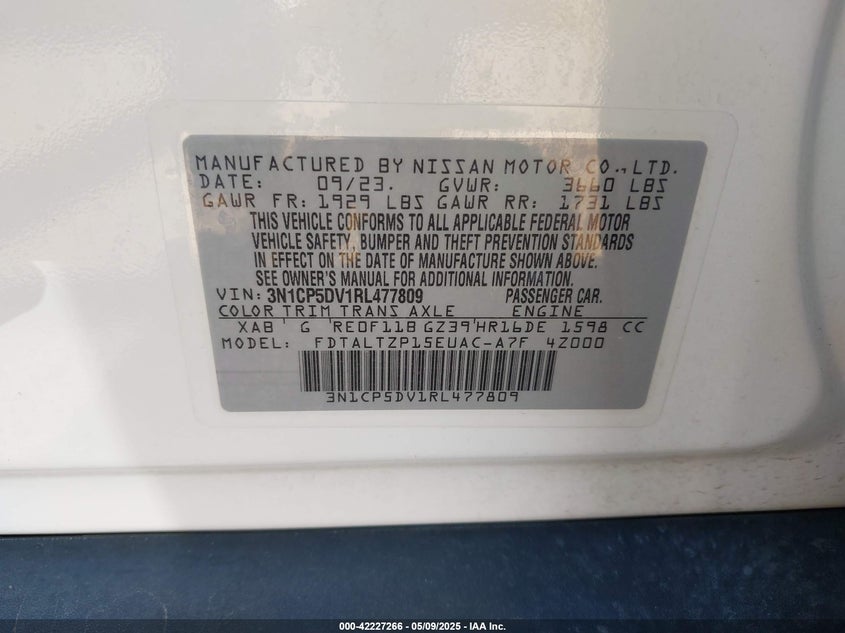 MANUFACTURED BY NISSAN MOTOR CO.,LTD.
DATE: 09/23. GVWR: 3660 LBS
GAWR FR: 1929 LBS GAWR RR: 1731 LBS
THIS VEHICLE CONFORMS TO ALL APPLICABLE FEDERAL MOTOR
VEHICLE SAFETY, BUMPER AND THEFT PREVENTION STANDARDS
IN EFFECT ON THE DATE OF MANUFACTURE SHOWN ABOVE.
SEE OWNER'S MANUAL FOR ADDITIONAL INFORMATION.
VIN: 3N1CP5DV1RL477809 PASSENGER CAR.
COLOR TRIM TRANS AXLE ENGINE
XAB G RE0F11B GZ39 HR16DE 1598 CC
MODEL: FDTALTZP15EUAC-A7F 4Z000
3N1CP5DV1RL477809
000-42227266 - 05/09/2025 - IAA Inc.